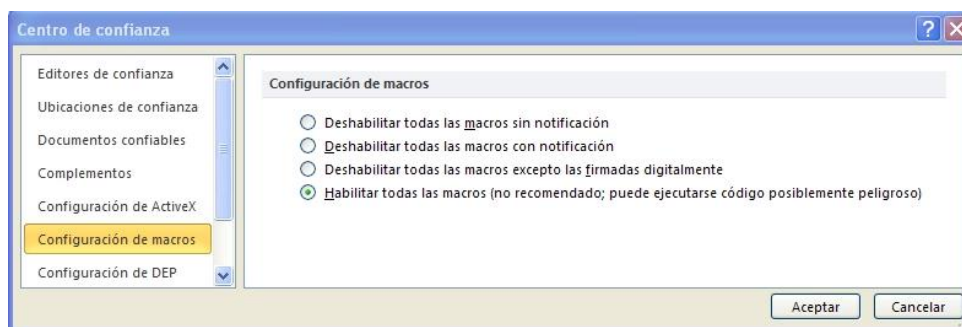 Centro de confianza
Editores de confianza
Ubicaciones de confianza
Documentos confiables
Complementos
Configuración de ActiveX
Configuración de macros
Configuración de DEP
Configuración de macros
Deshabilitar todas las macros sin notificación
Deshabilitar todas las macros con notificación
Deshabilitar todas las macros excepto las firmadas digitalmente
Habilitar todas las macros (no recomendado; puede ejecutarse código posiblemente peligroso)
Aceptar
Cancelar